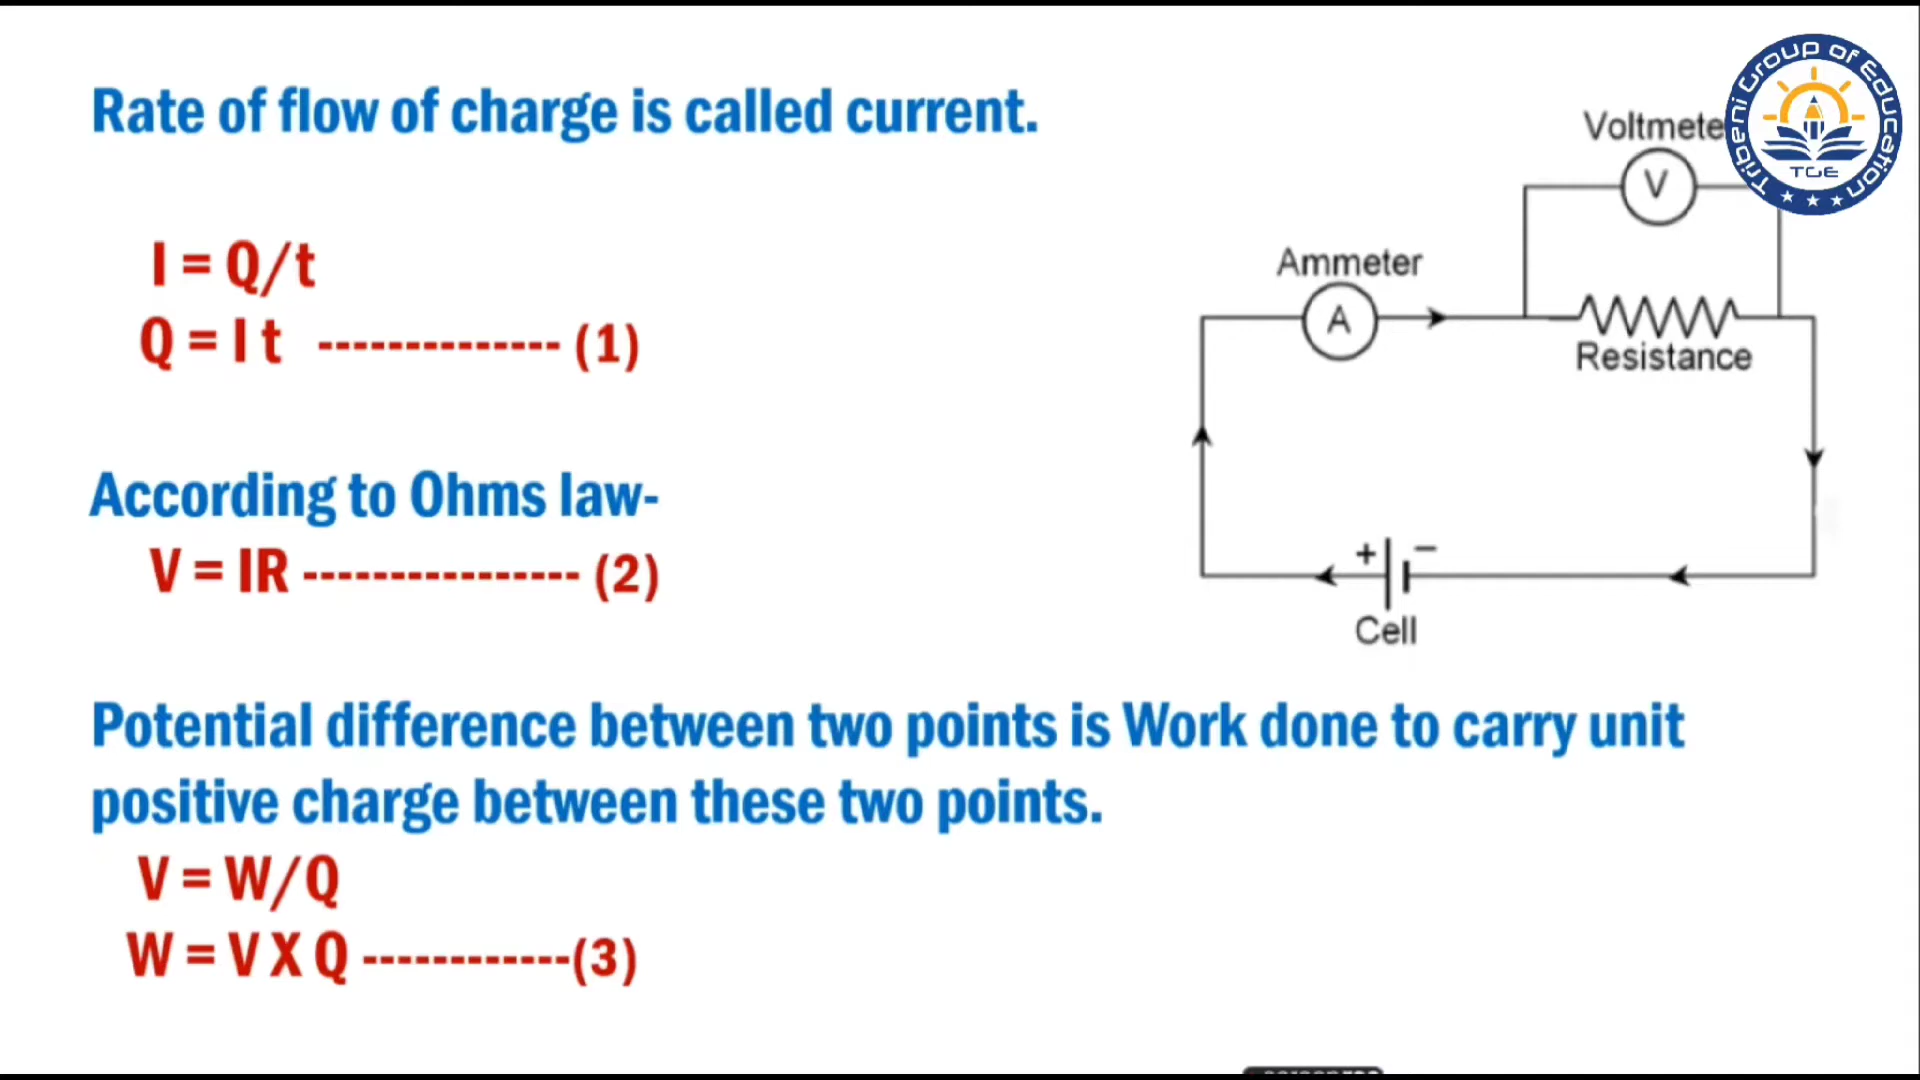 Rate of flow of charge is called current.
I = Q/t
Q = I t -------------- (1)
According to Ohms law-
V = IR ---------------- (2)
Potential difference between two points is Work done to carry unit
positive charge between these two points.
V = W/Q
W = V X Q ------------(3)
Voltmete
V
Ammeter
A
Resistance
+ −
Cell
Tribeni Group of Education
TGE